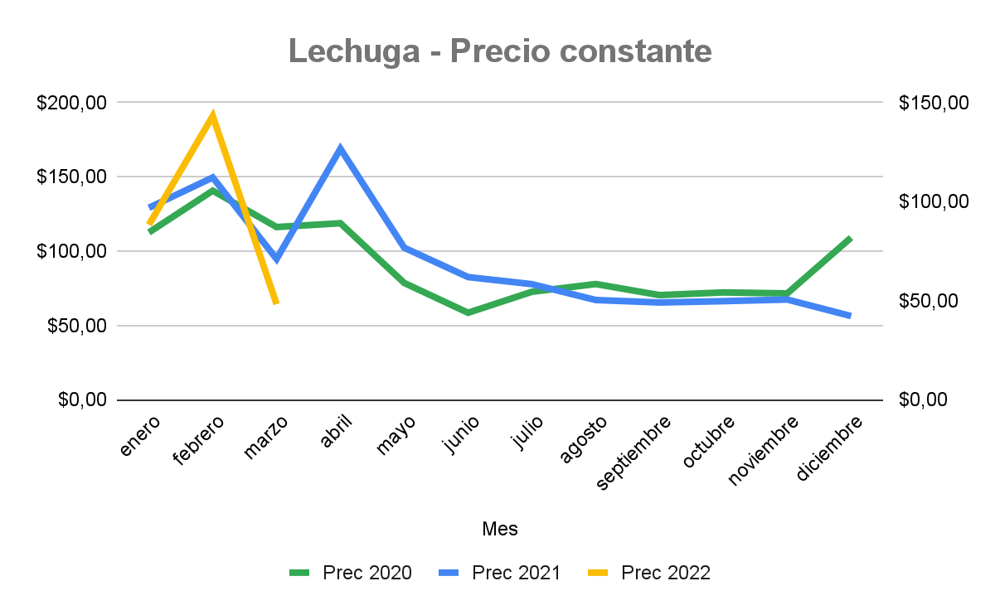 Lechuga - Precio constante
$200,00
$150,00
$100,00
$50,00
$0,00
$150,00
$100,00
$50,00
$0,00
enero
febrero
marzo
abril
mayo
junio
julio
agosto
septiembre
octubre
noviembre
diciembre
Mes
Prec 2020
Prec 2021
Prec 2022